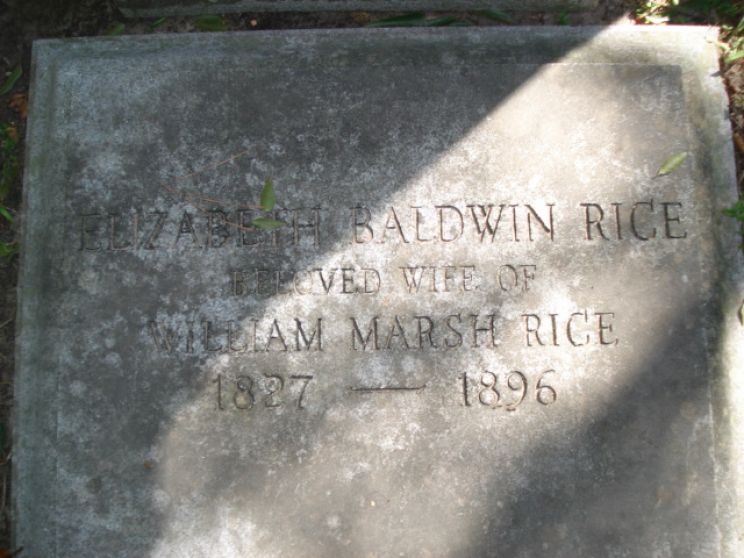 ELIZABETH BALDWIN RICE
BELOVED WIFE OF
WILLIAM MARSH RICE
1827 — 1896